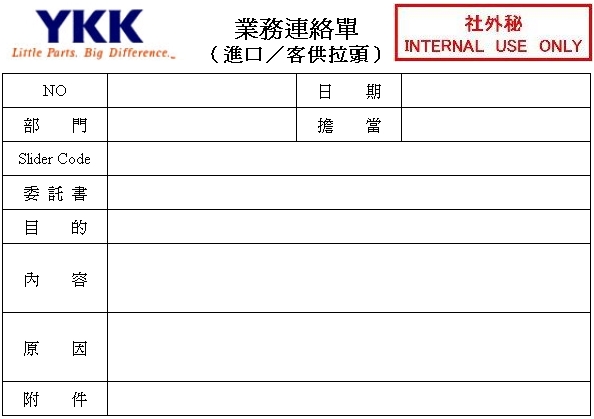 YKK
Little Parts. Big Difference.™
業務連絡單
（進口／客供拉頭）
社外秘
INTERNAL USE ONLY
NO
日 期
部 門
擔 當
Slider Code
委 託 書
目 的
內 容
原 因
附 件